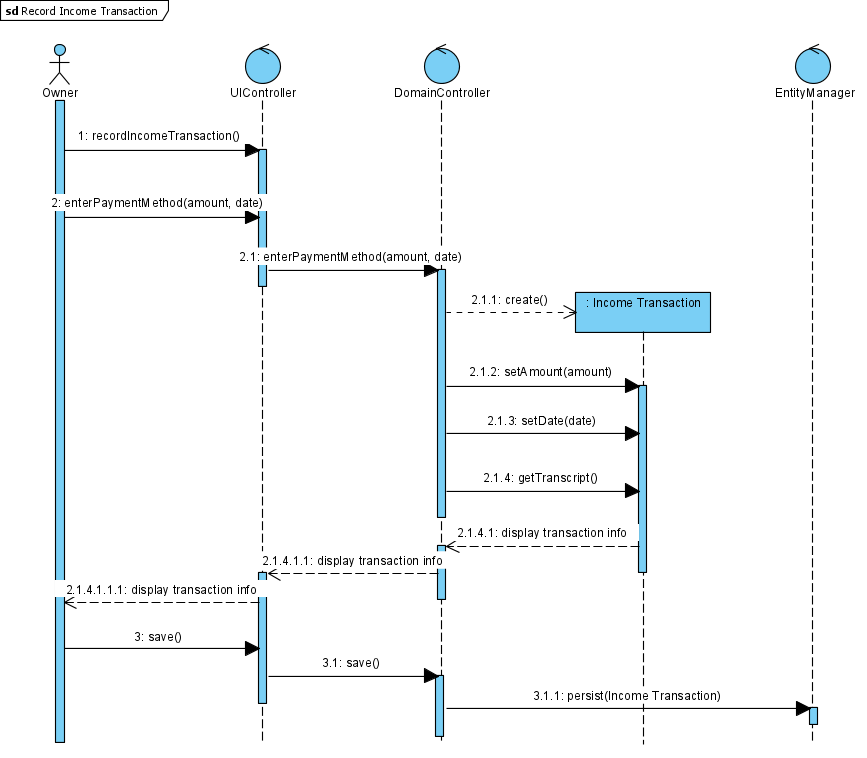 sd Record Income Transaction
Owner
UIController
DomainController
EntityManager
1: recordIncomeTransaction()
2: enterPaymentMethod(amount, date)
2.1: enterPaymentMethod(amount, date)
2.1.1: create()
: Income Transaction
2.1.2: setAmount(amount)
2.1.3: setDate(date)
2.1.4: getTranscript()
2.1.4.1: display transaction info
2.1.4.1.1: display transaction info
2.1.4.1.1.1: display transaction info
3: save()
3.1: save()
3.1.1: persist(Income Transaction)